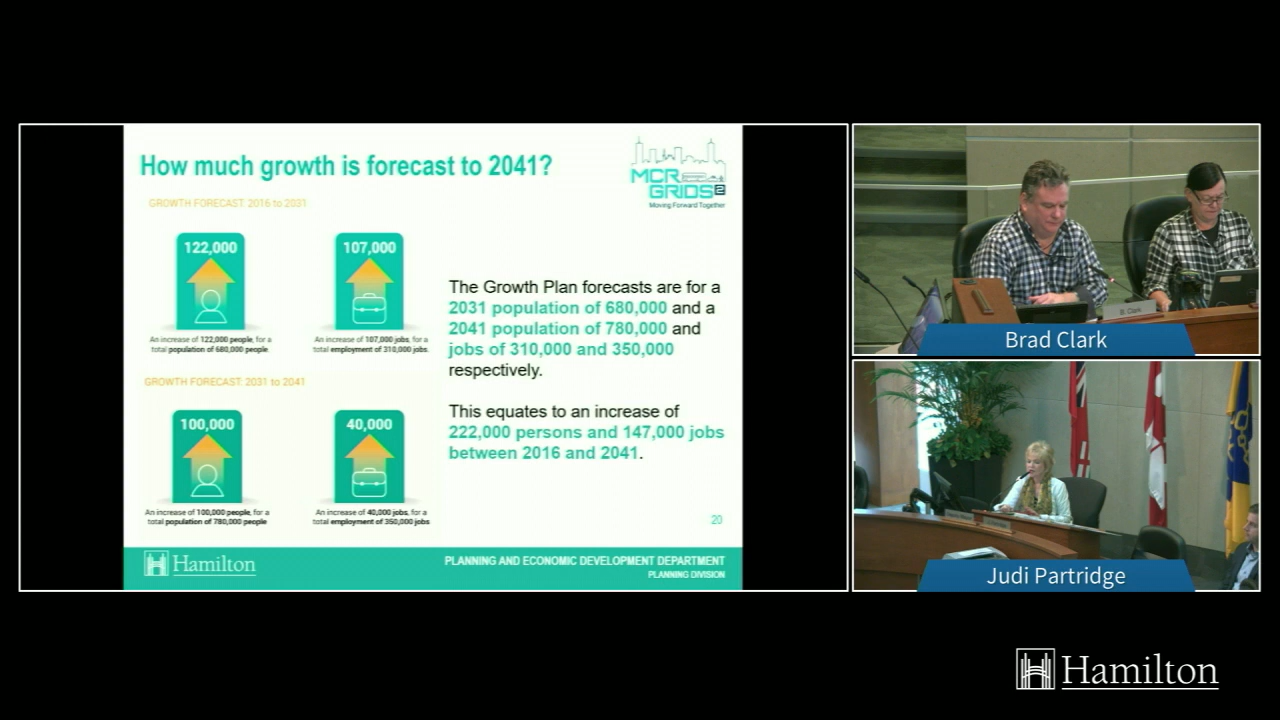 How much growth is forecast to 2041?
MCR
GRIDS2
Moving Forward Together
GROWTH FORECAST: 2016 to 2031
122,000
107,000
An increase of 122,000 people, for a
total population of 680,000 people.
An increase of 107,000 jobs, for a
total employment of 310,000 jobs.
GROWTH FORECAST: 2031 to 2041
100,000
40,000
An increase of 100,000 people, for a
total population of 780,000 people
An increase of 40,000 jobs, for a
total employment of 350,000 jobs
The Growth Plan forecasts are for a
2031 population of 680,000 and a
2041 population of 780,000 and
jobs of 310,000 and 350,000
respectively.
This equates to an increase of
222,000 persons and 147,000 jobs
between 2016 and 2041.
20
Hamilton
PLANNING AND ECONOMIC DEVELOPMENT DEPARTMENT
PLANNING DIVISION
B. Clark
Brad Clark
Judi Partridge
Hamilton